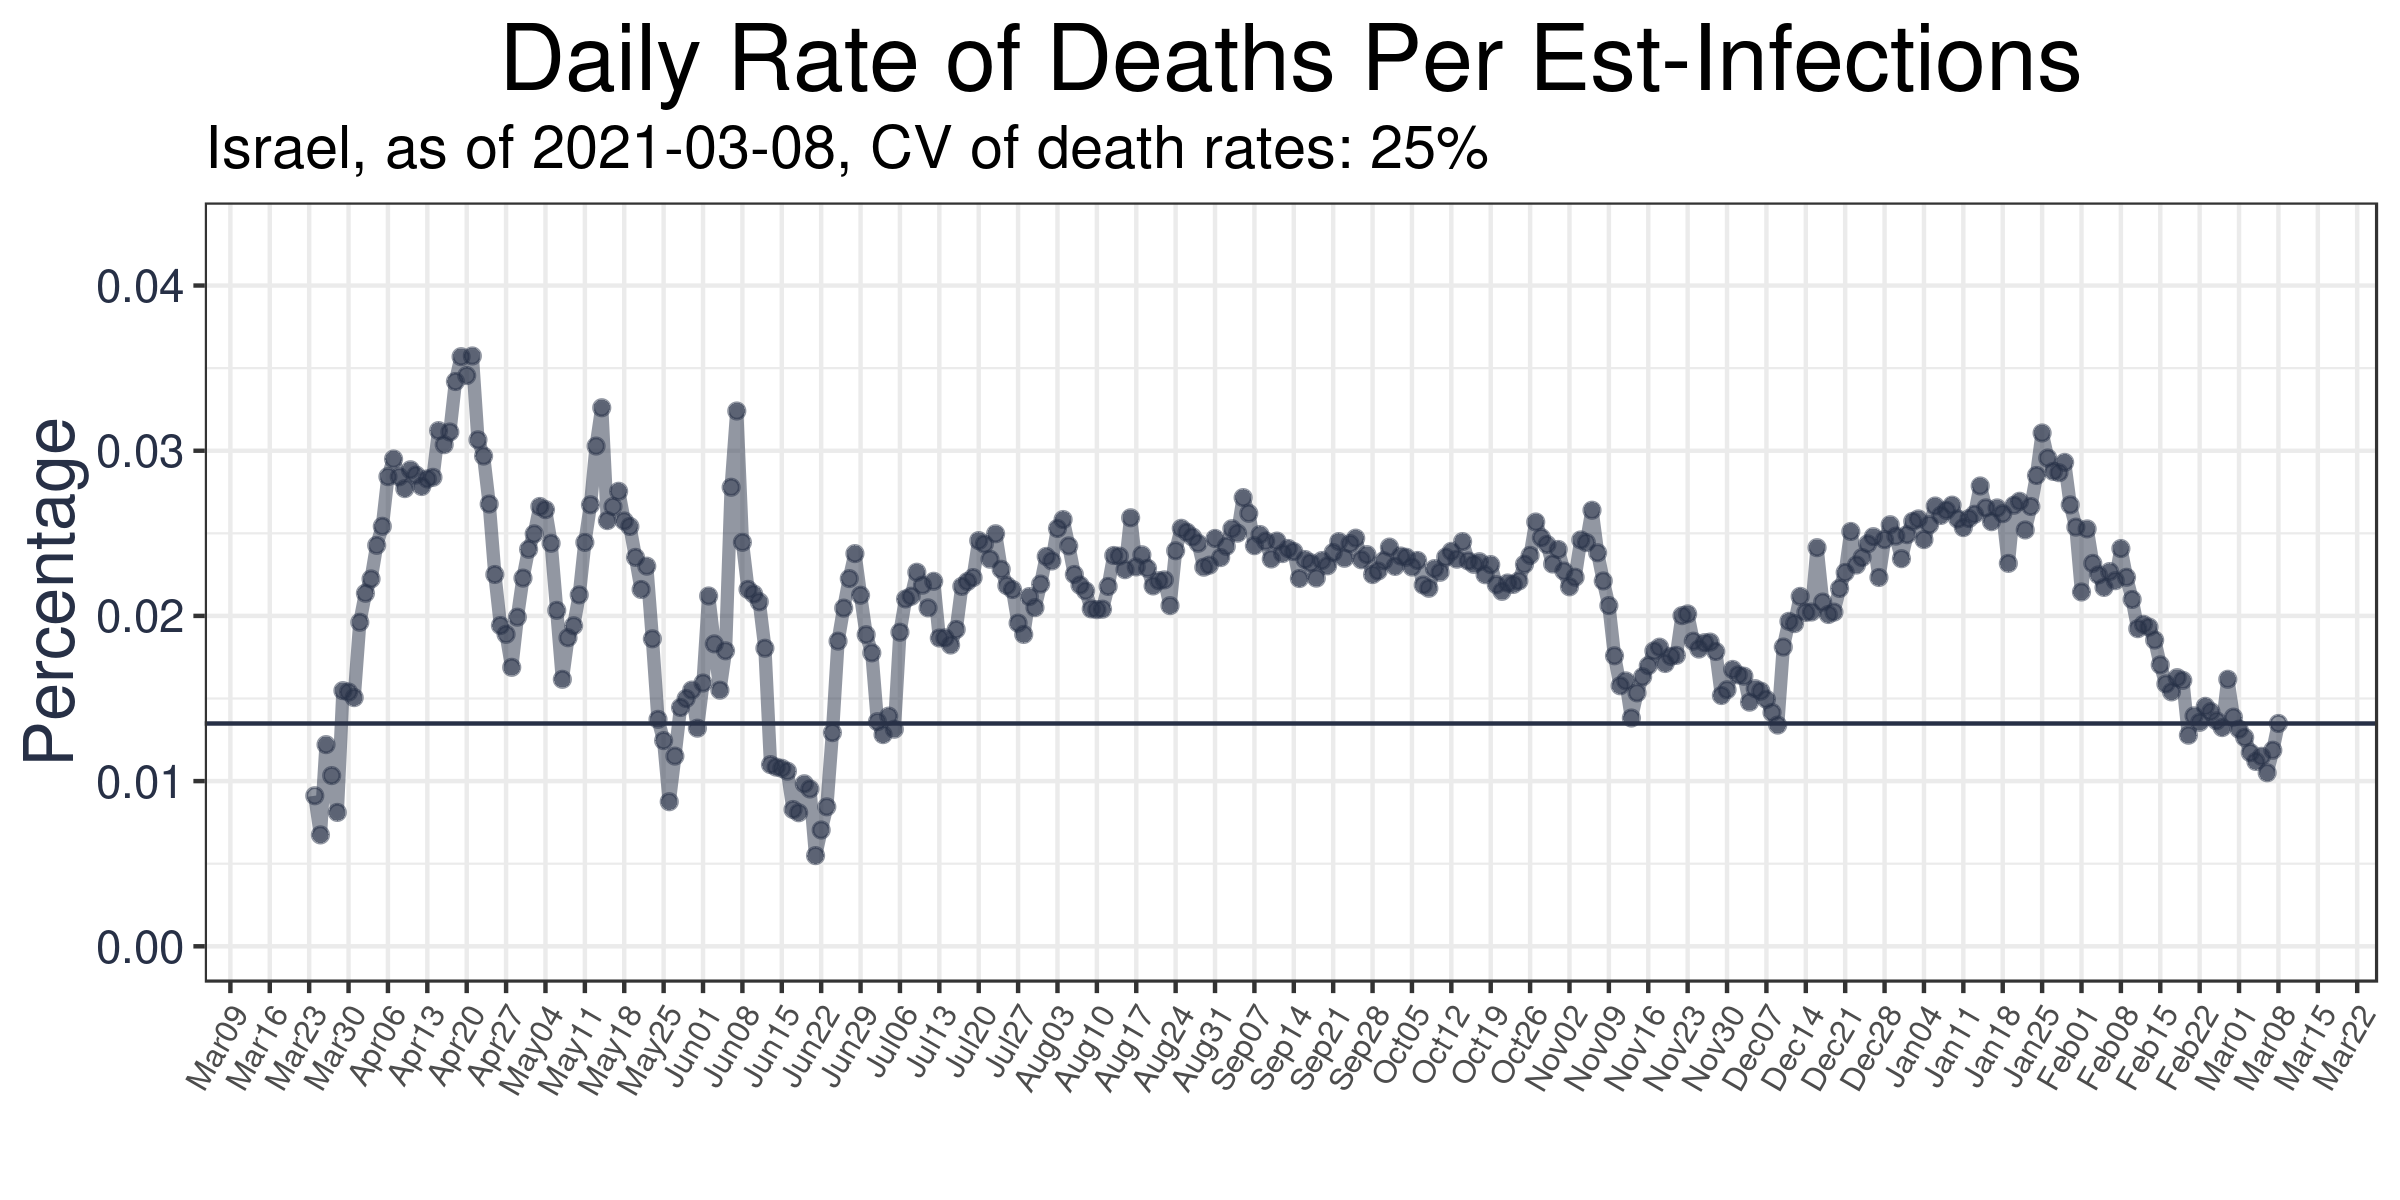 Daily Rate of Deaths Per Est-Infections
Israel, as of 2021-03-08, CV of death rates: 25%
Percentage
0.04
0.03
0.02
0.01
0.00
Mar09
Mar16
Mar23
Mar30
Apr06
Apr13
Apr20
Apr27
May04
May11
May18
May25
Jun01
Jun08
Jun15
Jun22
Jun29
Jul06
Jul13
Jul20
Jul27
Aug03
Aug10
Aug17
Aug24
Aug31
Sep07
Sep14
Sep21
Sep28
Oct05
Oct12
Oct19
Oct26
Nov02
Nov09
Nov16
Nov23
Nov30
Dec07
Dec14
Dec21
Dec28
Jan04
Jan11
Jan18
Jan25
Feb01
Feb08
Feb15
Feb22
Mar01
Mar08
Mar15
Mar22